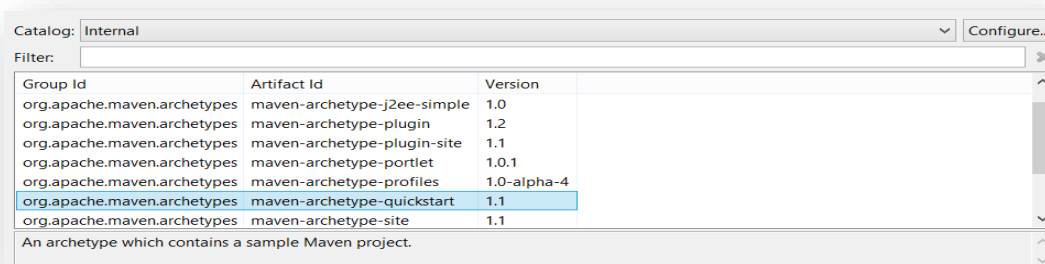 Catalog: Internal Configure..
Filter:
Group Id Artifact Id Version
org.apache.maven.archetypes maven-archetype-j2ee-simple 1.0
org.apache.maven.archetypes maven-archetype-plugin 1.2
org.apache.maven.archetypes maven-archetype-plugin-site 1.1
org.apache.maven.archetypes maven-archetype-portlet 1.0.1
org.apache.maven.archetypes maven-archetype-profiles 1.0-alpha-4
org.apache.maven.archetypes maven-archetype-quickstart 1.1
org.apache.maven.archetypes maven-archetype-site 1.1
An archetype which contains a sample Maven project.